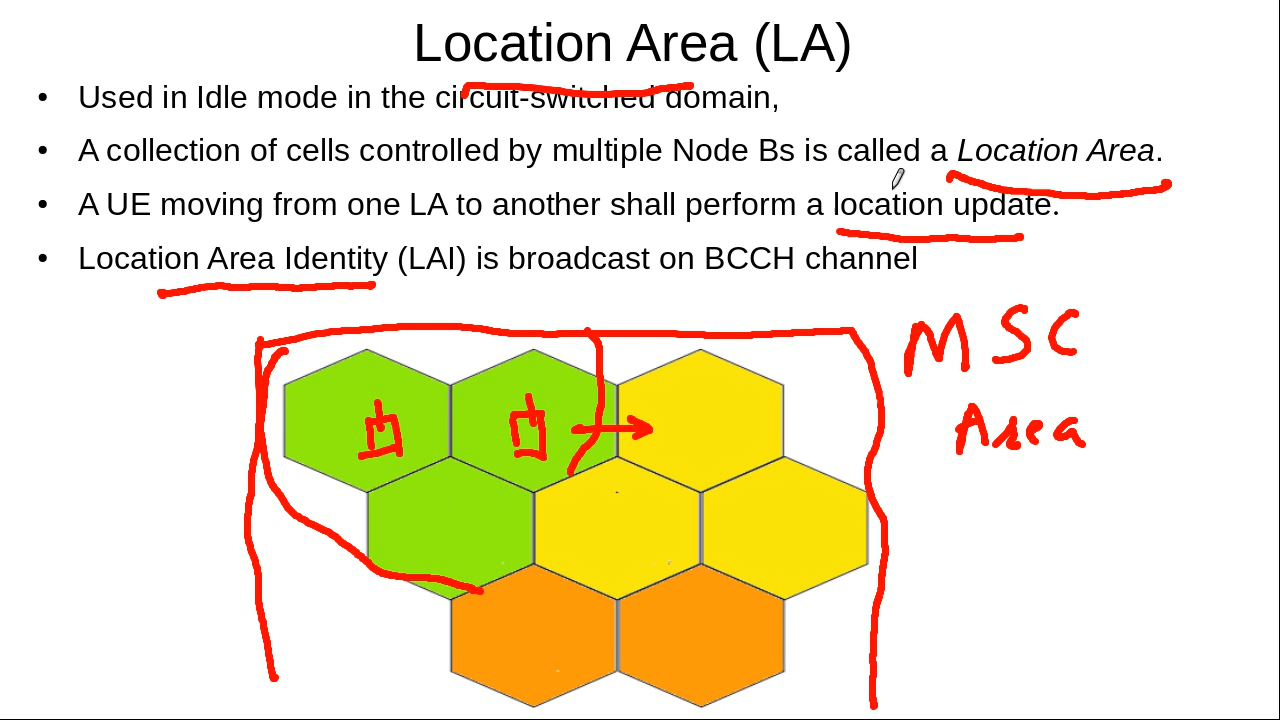 Location Area (LA)
• Used in Idle mode in the circuit-switched domain,
• A collection of cells controlled by multiple Node Bs is called a Location Area.
• A UE moving from one LA to another shall perform a location update.
• Location Area Identity (LAI) is broadcast on BCCH channel
MSC
Area